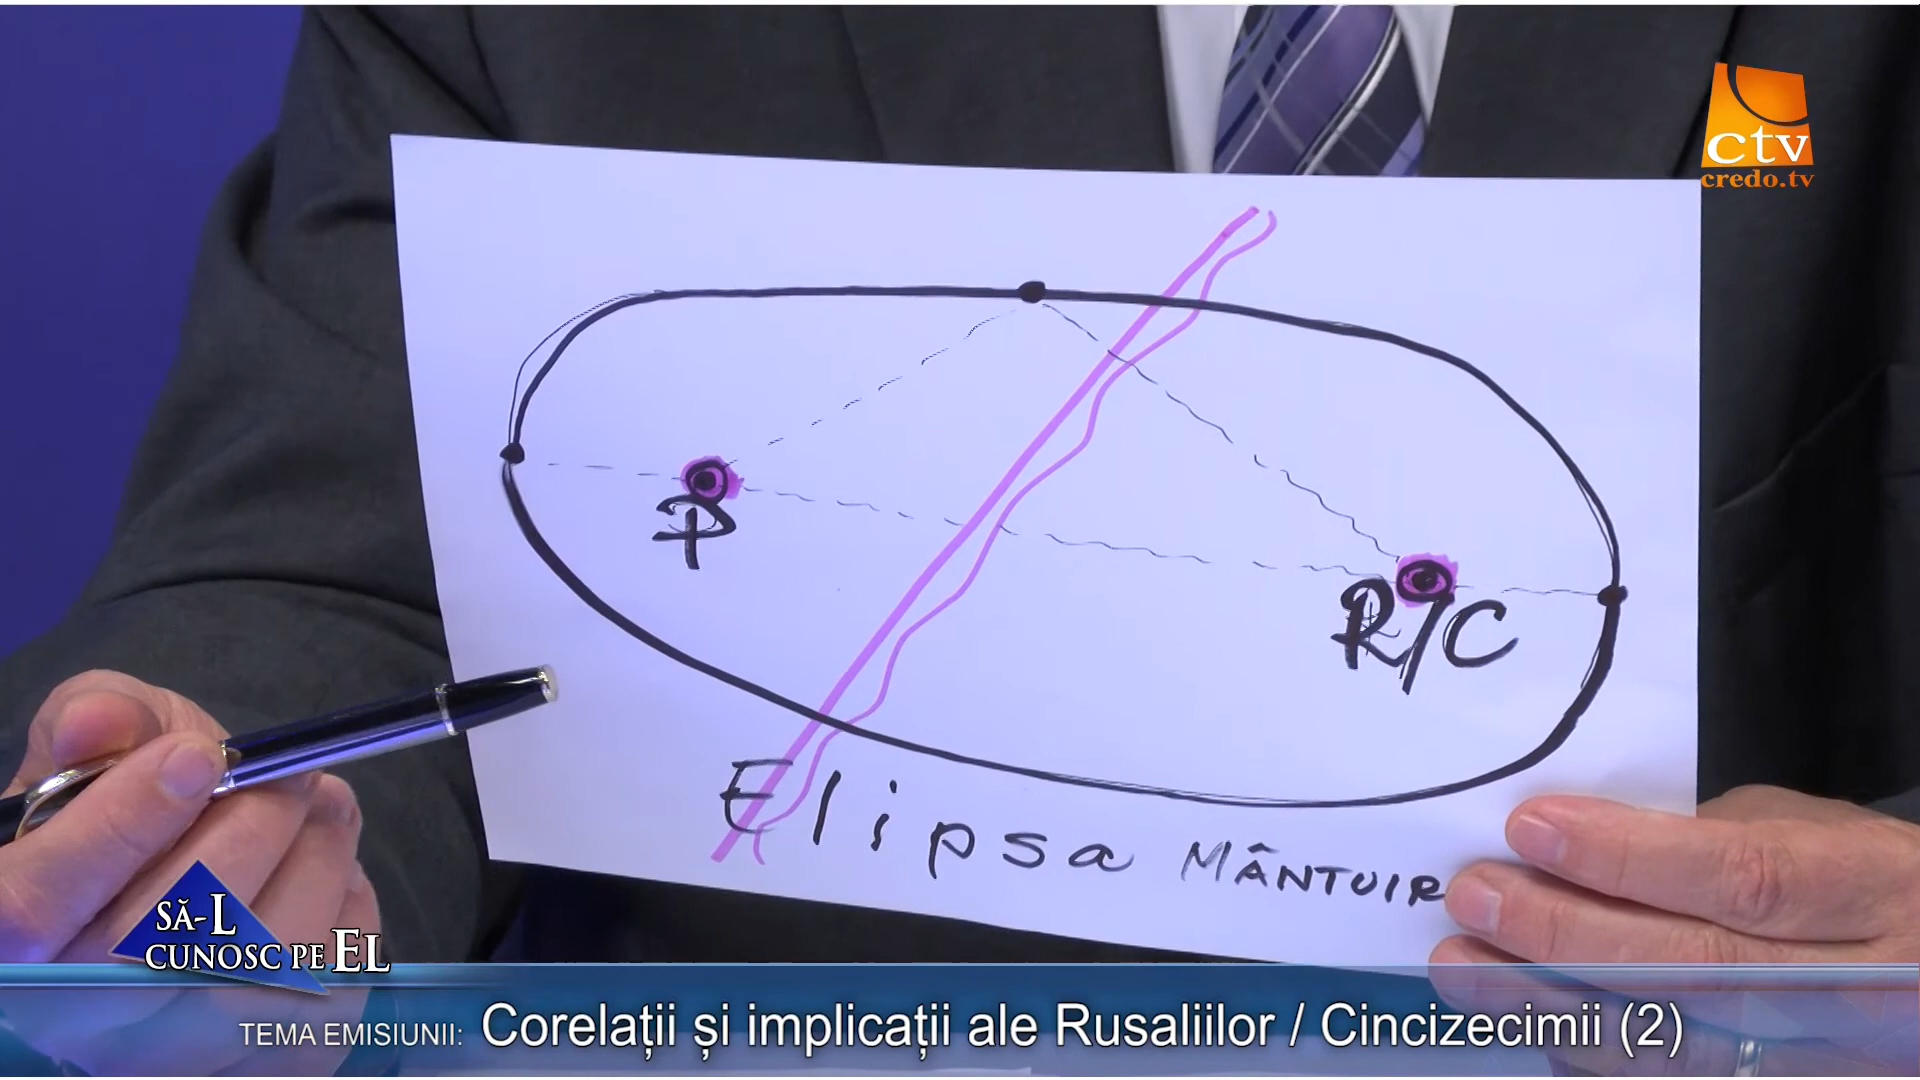 ctv
credo.tv
P
R/C
Elipsa MÂNTUIR
SĂ-L
CUNOSC PE EL
TEMA EMISIUNII: Corelații și implicații ale Rusaliilor / Cincizecimii (2)